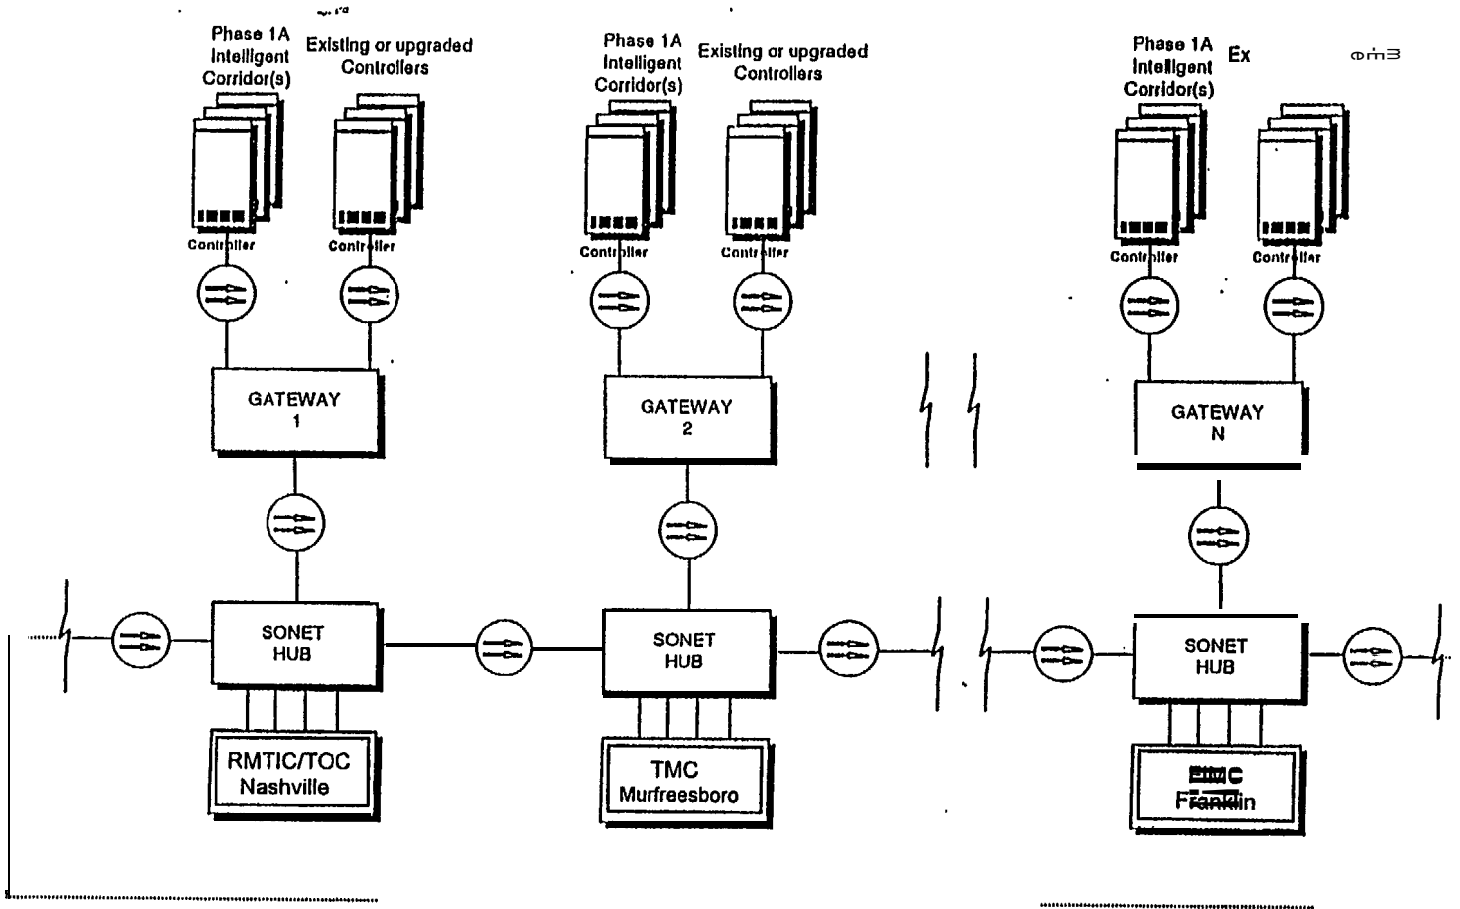 Phase 1A
Intelligent
Corridor(s)
Existing or upgraded
Controllers
Phase 1A
Intelligent
Corridor(s)
Existing or upgraded
Controllers
Phase 1A
Intelligent
Corridor(s)
Ex
Controller
Controller
Controller
Controller
Controller
Controller
GATEWAY
1
GATEWAY
2
GATEWAY
N
SONET
HUB
SONET
HUB
SONET
HUB
RMTIC/TOC
Nashville
TMC
Murfreesboro
Franklin